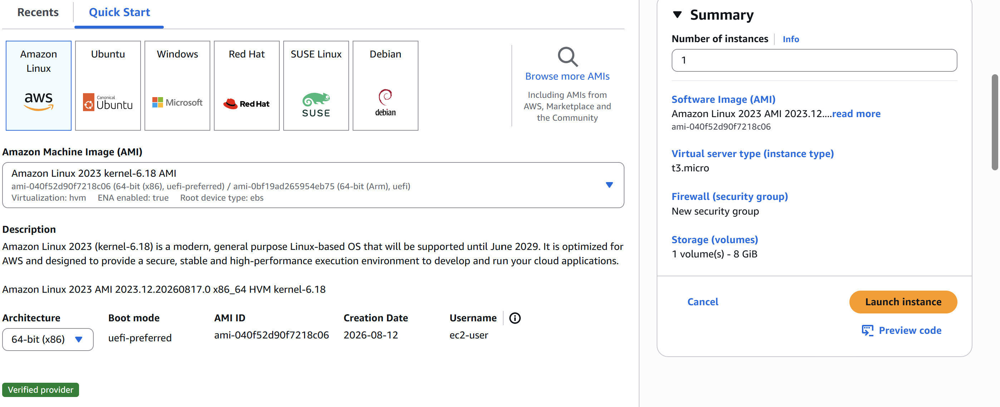 Recents
Quick Start
Amazon
Linux
aws
Ubuntu
Canonical
Ubuntu
Windows
Microsoft
Red Hat
Red Hat
SUSE Linux
SUSE
Debian
debian
Browse more AMIs
Including AMIs from
AWS, Marketplace and
the Community
Amazon Machine Image (AMI)
Amazon Linux 2023 kernel-6.18 AMI
ami-040f52d90f7218c06 (64-bit (x86), uefi-preferred) / ami-0bf19ad265954eb75 (64-bit (Arm), uefi)
Virtualization: hvm ENA enabled: true Root device type: ebs
Description
Amazon Linux 2023 (kernel-6.18) is a modern, general purpose Linux-based OS that will be supported until June 2029. It is optimized for
AWS and designed to provide a secure, stable and high-performance execution environment to develop and run your cloud applications.
Amazon Linux 2023 AMI 2023.12.20260817.0 x86_64 HVM kernel-6.18
Architecture
64-bit (x86)
Boot mode
uefi-preferred
AMI ID
ami-040f52d90f7218c06
Creation Date
2026-08-12
Username
ec2-user
Verified provider
Summary
Number of instances
Info
1
Software Image (AMI)
Amazon Linux 2023 AMI 2023.12....read more
ami-040f52d90f7218c06
Virtual server type (instance type)
t3.micro
Firewall (security group)
New security group
Storage (volumes)
1 volume(s) - 8 GiB
Cancel
Launch instance
Preview code